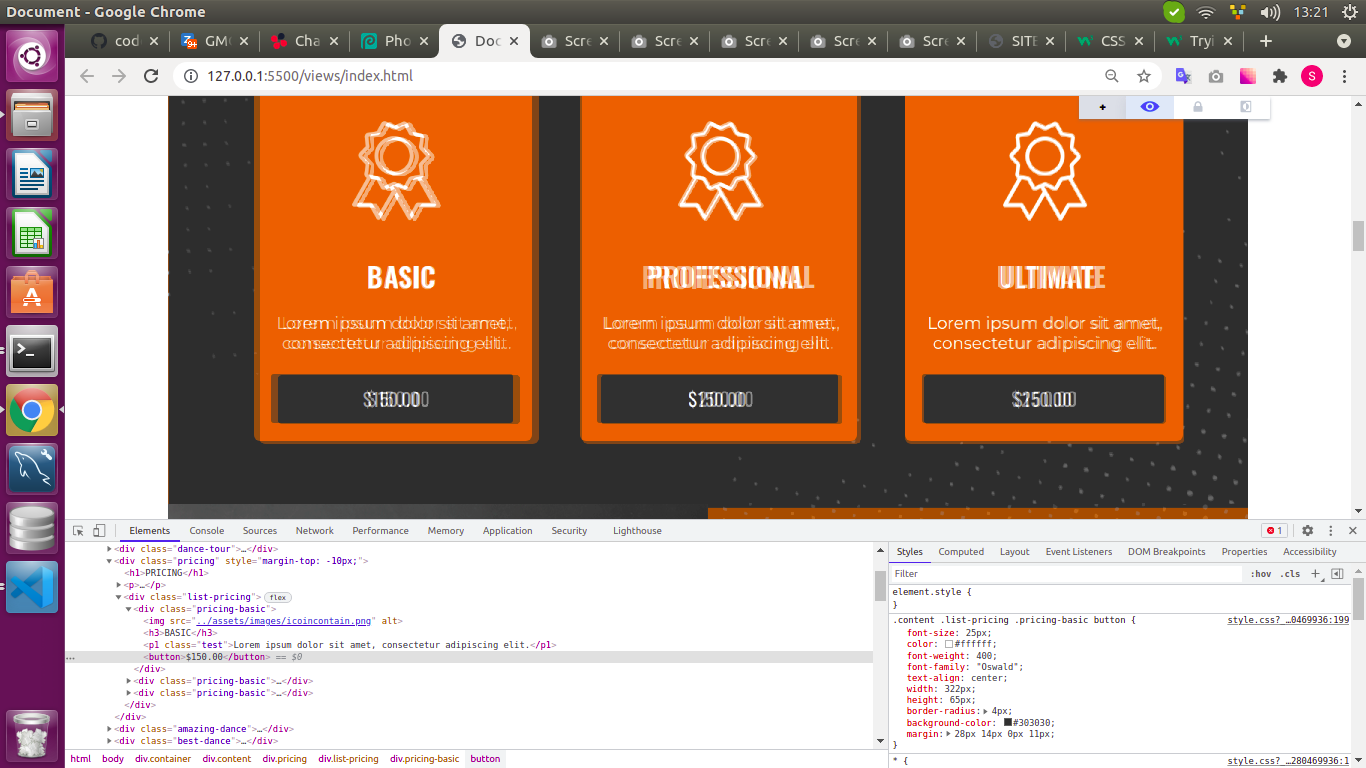 Document - Google Chrome
13:21
cod
GM
Cha
Pho
Doc
Scre
Scre
Scre
Scre
Scre
SITE
CSS
Tryi
127.0.0.1:5500/views/index.html
S
BASIC
PROFESSIONAL
ULTIMATE
Lorem ipsum dolor sit amet,
consectetur adipiscing elit.
Lorem ipsum dolor sit amet,
consectetur adipiscing elit.
Lorem ipsum dolor sit amet,
consectetur adipiscing elit.
$150.00
Elements Console Sources Network Performance Memory Application Security Lighthouse
1
<div class="dance-tour">…</div>
<div class="pricing" style="margin-top: -10px;">
<h1>PRICING</h1>
<p>…</p>
<div class="list-pricing"> flex
<div class="pricing-basic">
<img src="../assets/images/icoincontain.png" alt>
<h3>BASIC</h3>
<p1 class="test">Lorem ipsum dolor sit amet, consectetur adipiscing elit.</p1>
<button>$150.00</button> == $0
</div>
<div class="pricing-basic">…</div>
<div class="pricing-basic">…</div>
</div>
</div>
<div class="amazing-dance">…</div>
<div class="best-dance">…</div>
html body div.container div.content div.pricing div.list-pricing div.pricing-basic button
Styles Computed Layout Event Listeners DOM Breakpoints Properties Accessibility
Filter
:hov .cls
element.style {
}
.content .list-pricing .pricing-basic button { style.css?_…0469936:199
font-size: 25px;
color: #ffffff;
font-weight: 400;
font-family: "Oswald";
text-align: center;
width: 322px;
height: 65px;
border-radius: 4px;
background-color: #303030;
margin: 28px 14px 0px 11px;
}
* { style.css?_…280469936:1